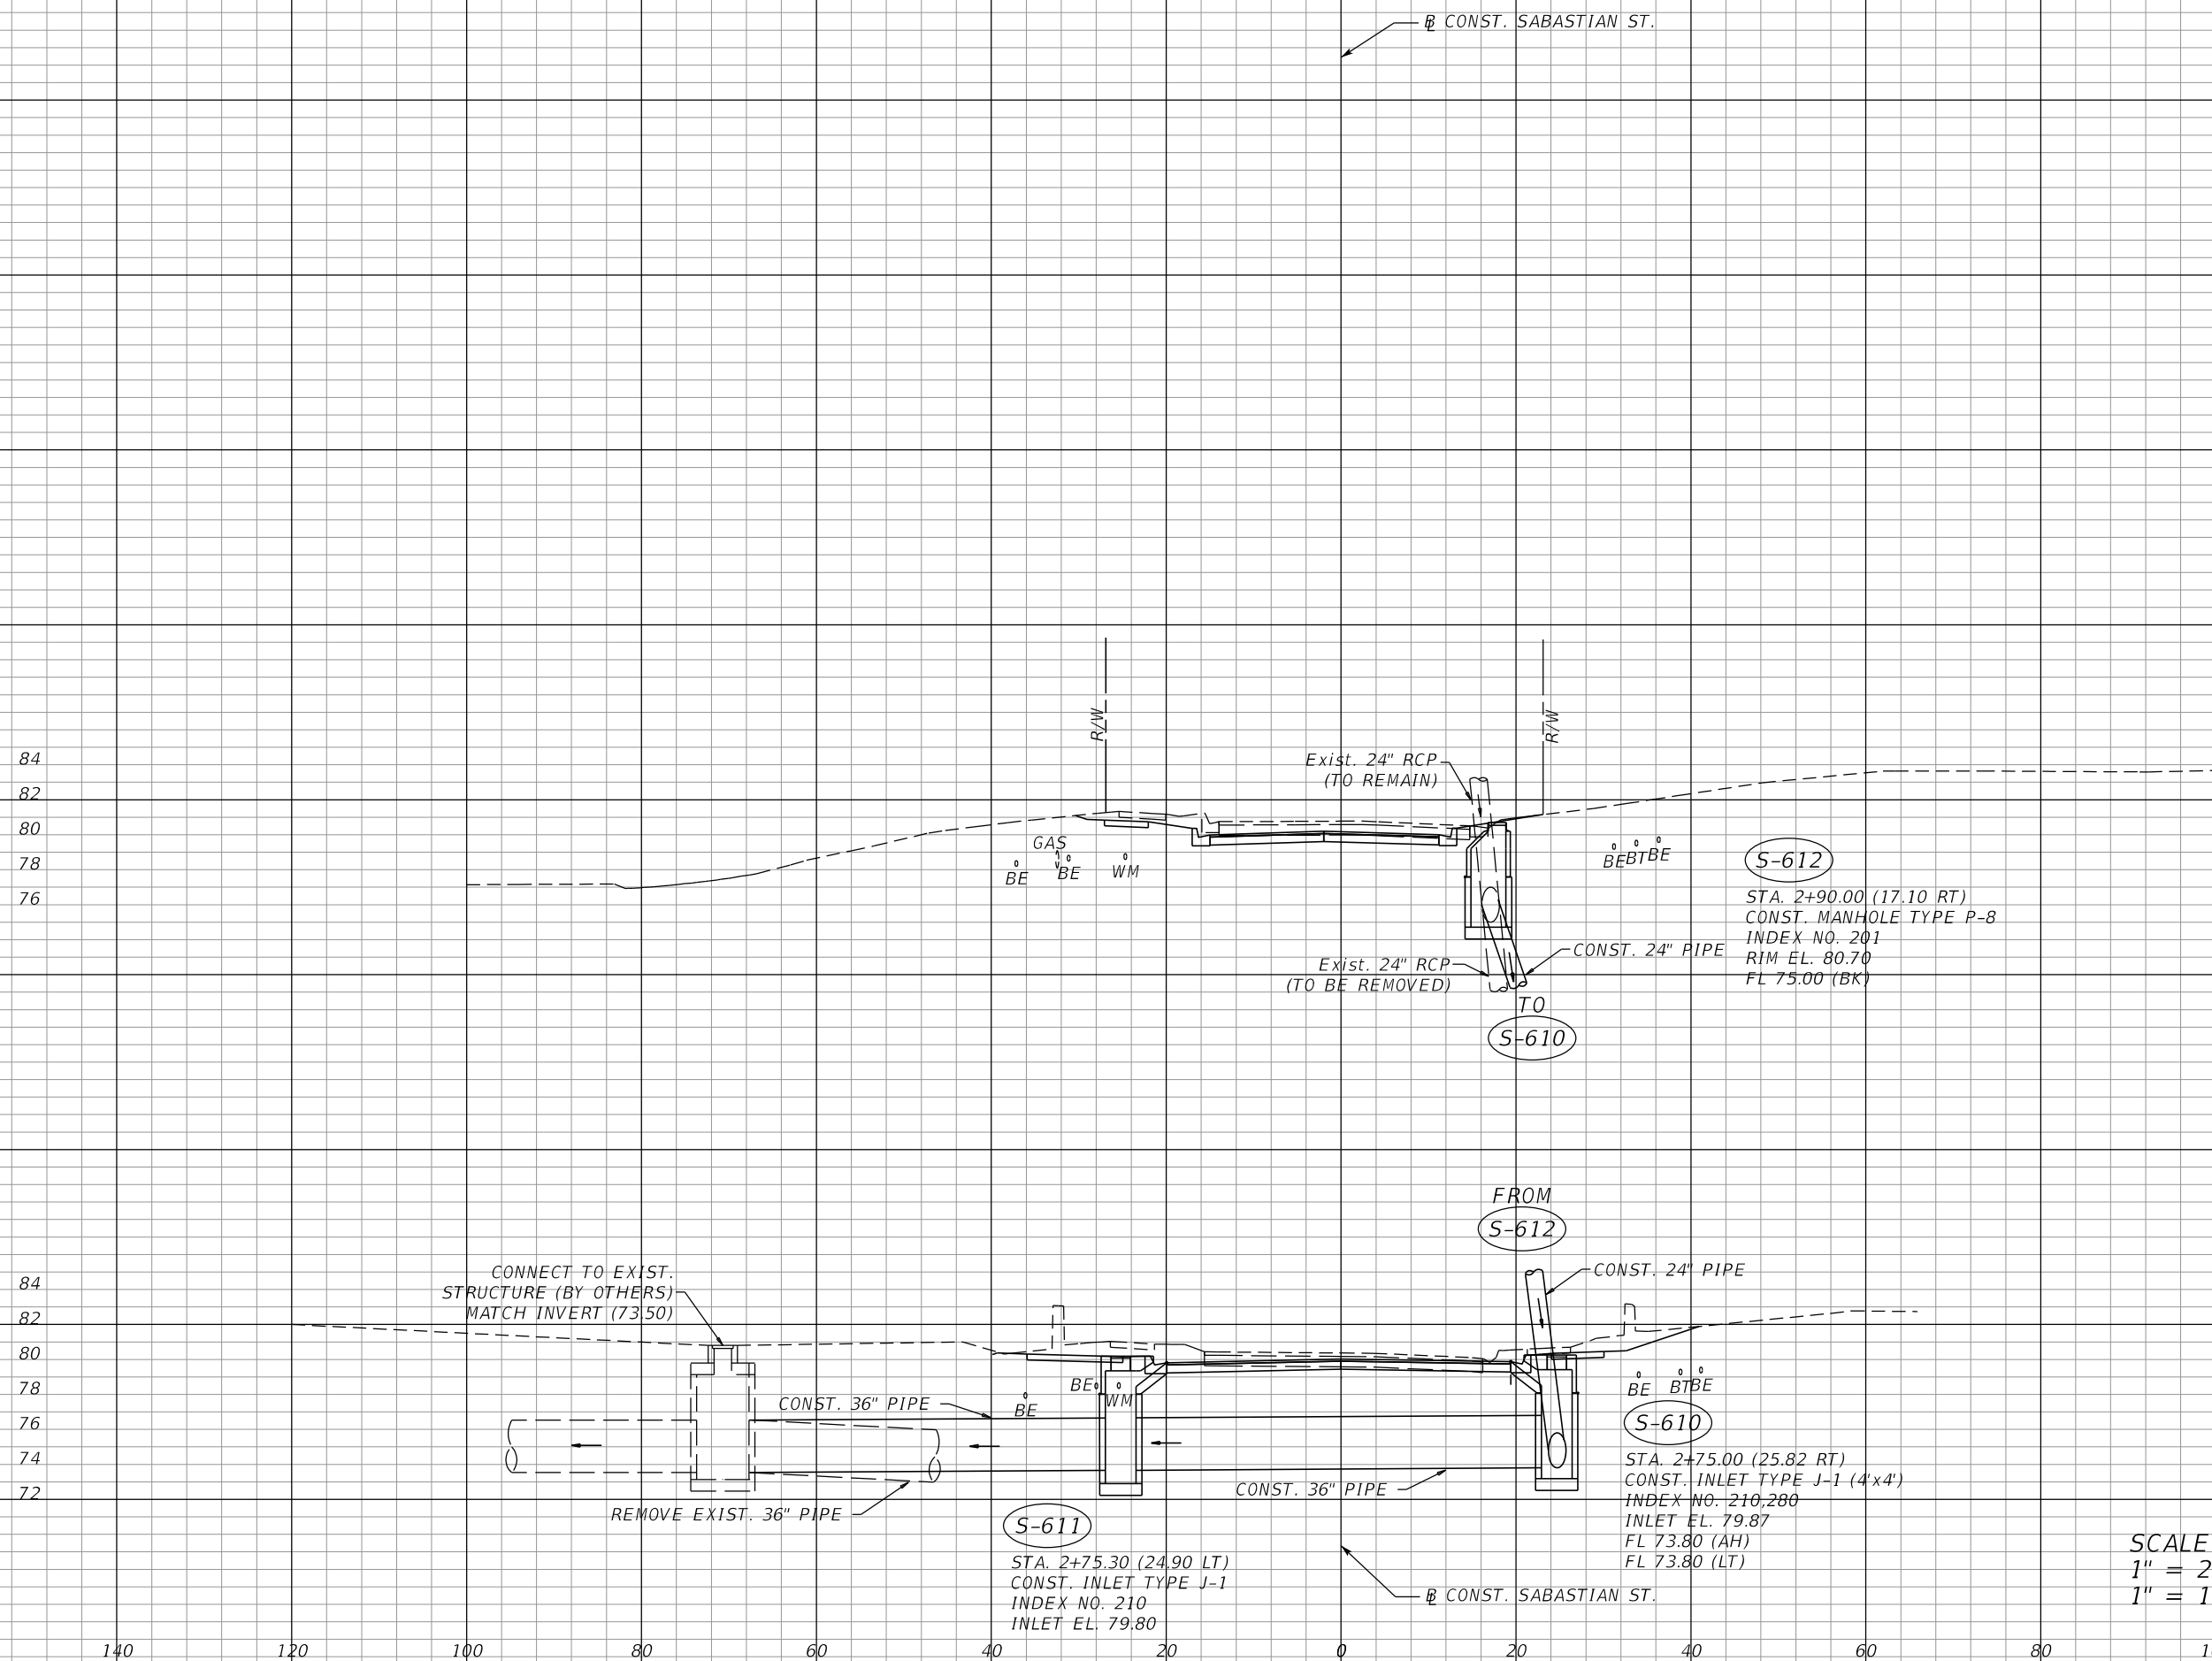 BL CONST. SABASTIAN ST.
R/W
R/W
84
82
80
78
76
Exist. 24" RCP
(TO REMAIN)
GAS
BE
BE
WM
BE
BT
BE
S-612
STA. 2+90.00 (17.10 RT)
CONST. MANHOLE TYPE P-8
INDEX NO. 201
RIM EL. 80.70
FL 75.00 (BK)
CONST. 24" PIPE
Exist. 24" RCP
(TO BE REMOVED)
TO
S-610
FROM
S-612
CONST. 24" PIPE
84
82
80
78
76
74
72
CONNECT TO EXIST.
STRUCTURE (BY OTHERS)
MATCH INVERT (73.50)
CONST. 36" PIPE
BE
BE
WM
BE
BT
BE
S-610
STA. 2+75.00 (25.82 RT)
CONST. INLET TYPE J-1 (4'x4')
INDEX NO. 210,280
INLET EL. 79.87
FL 73.80 (AH)
FL 73.80 (LT)
CONST. 36" PIPE
REMOVE EXIST. 36" PIPE
S-611
STA. 2+75.30 (24.90 LT)
CONST. INLET TYPE J-1
INDEX NO. 210
INLET EL. 79.80
BL CONST. SABASTIAN ST.
SCALE
1" = 2
1" = 1
140 120 100 80 60 40 20 0 20 40 60 80